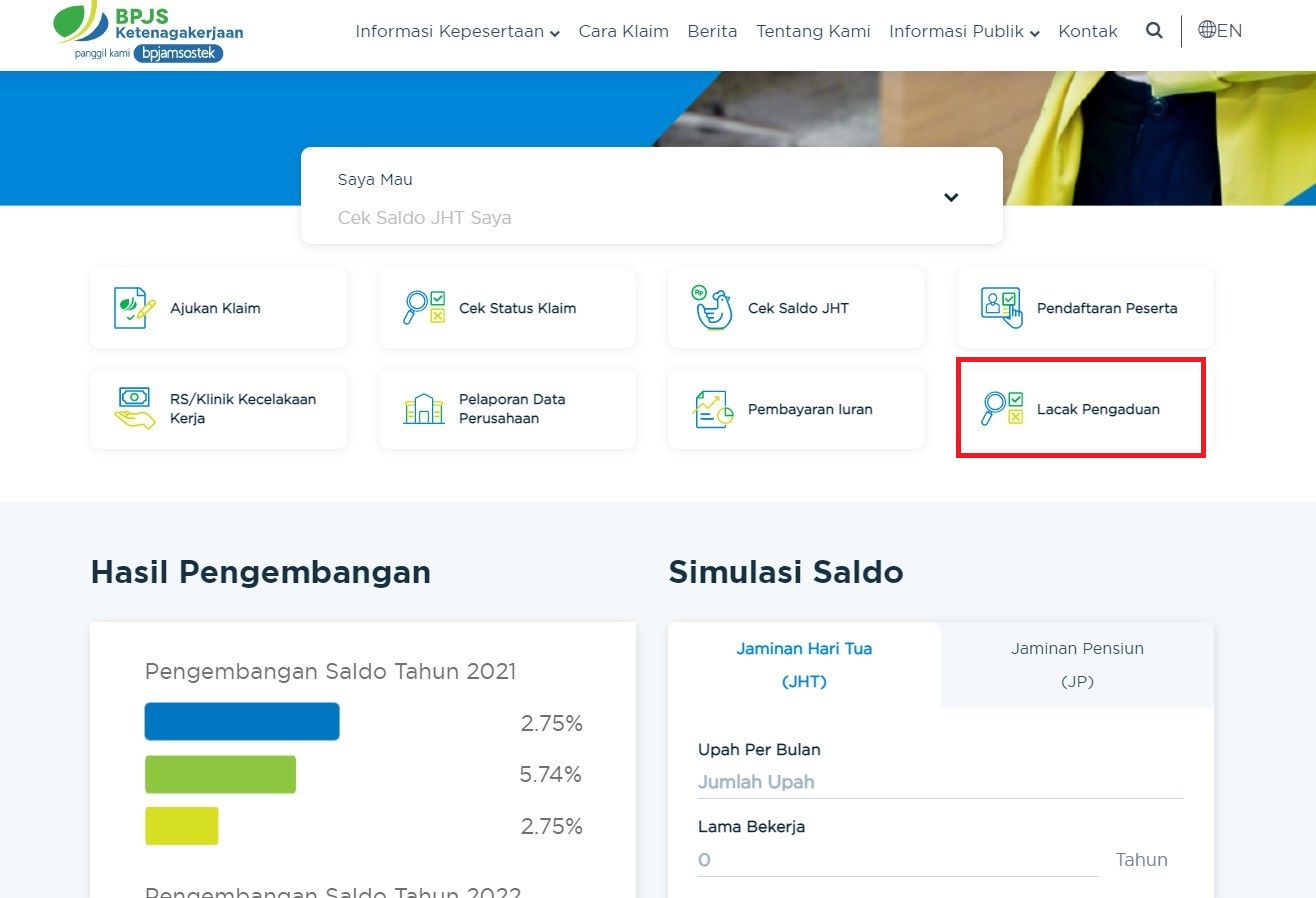 BPJS
Ketenagakerjaan
panggil kami bpjamsostek
Informasi Kepesertaan
Cara Klaim
Berita
Tentang Kami
Informasi Publik
Kontak
EN
Saya Mau
Cek Saldo JHT Saya
Ajukan Klaim
Cek Status Klaim
Rp
Cek Saldo JHT
Pendaftaran Peserta
RS/Klinik Kecelakaan
Kerja
Pelaporan Data
Perusahaan
Pembayaran Iuran
Lacak Pengaduan
Hasil Pengembangan
Pengembangan Saldo Tahun 2021
2.75%
5.74%
2.75%
Pengembangan Saldo Tahun 2022
Simulasi Saldo
Jaminan Hari Tua
(JHT)
Jaminan Pensiun
(JP)
Upah Per Bulan
Jumlah Upah
Lama Bekerja
0 Tahun